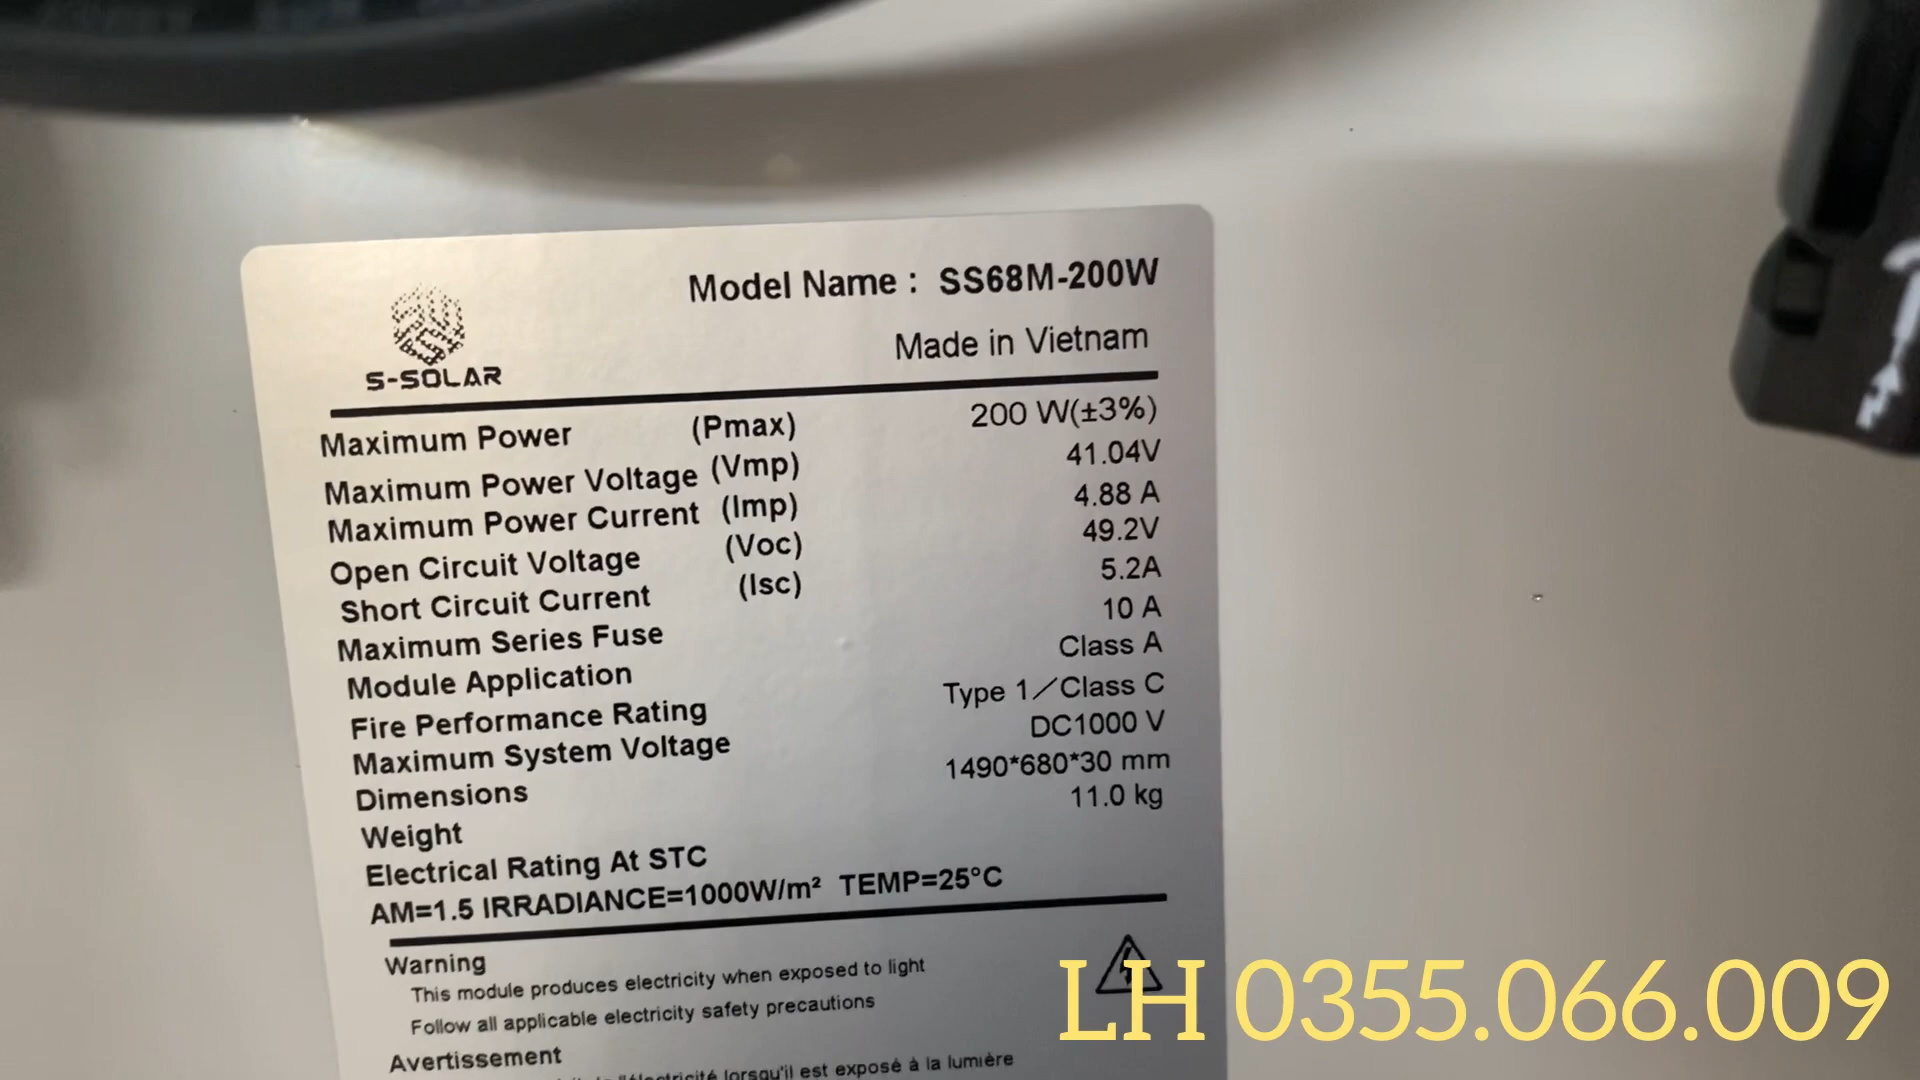 S-SOLAR
Model Name : SS68M-200W
Made in Vietnam
Maximum Power (Pmax) 200 W(±3%)
Maximum Power Voltage (Vmp) 41.04V
Maximum Power Current (Imp) 4.88 A
Open Circuit Voltage (Voc) 49.2V
Short Circuit Current (Isc) 5.2A
Maximum Series Fuse 10 A
Module Application Class A
Fire Performance Rating Type 1/Class C
Maximum System Voltage DC1000 V
Dimensions 1490*680*30 mm
Weight 11.0 kg
Electrical Rating At STC
AM=1.5 IRRADIANCE=1000W/m² TEMP=25°C
Warning
This module produces electricity when exposed to light
Follow all applicable electricity safety precautions
Avertissement
lorsqu'il est exposé à la lumière
LH 0355.066.009